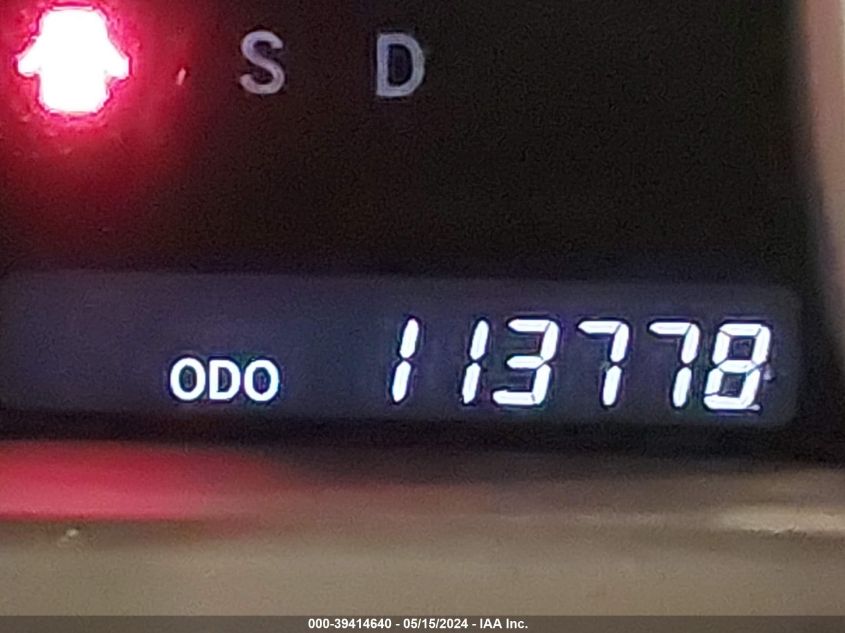 S D
ODO 113778
000-39414640 - 05/15/2024 - IAA Inc.